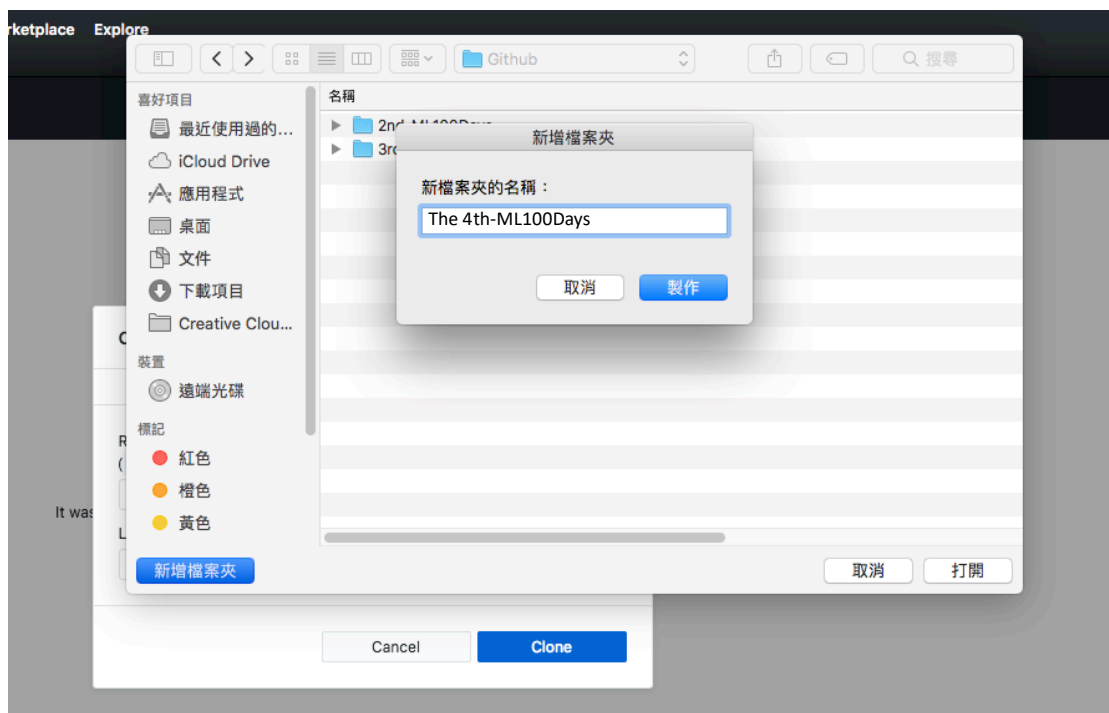 rketplace Explore
Github
搜尋
喜好項目
最近使用過的...
iCloud Drive
應用程式
桌面
文件
下載項目
Creative Clou...
裝置
遠端光碟
標記
紅色
橙色
黃色
名稱
2nd-ML100Days
3rd
新增檔案夾
新檔案夾的名稱：
The 4th-ML100Days
取消 製作
新增檔案夾
取消 打開
C
R
(
It was
L
Cancel Clone